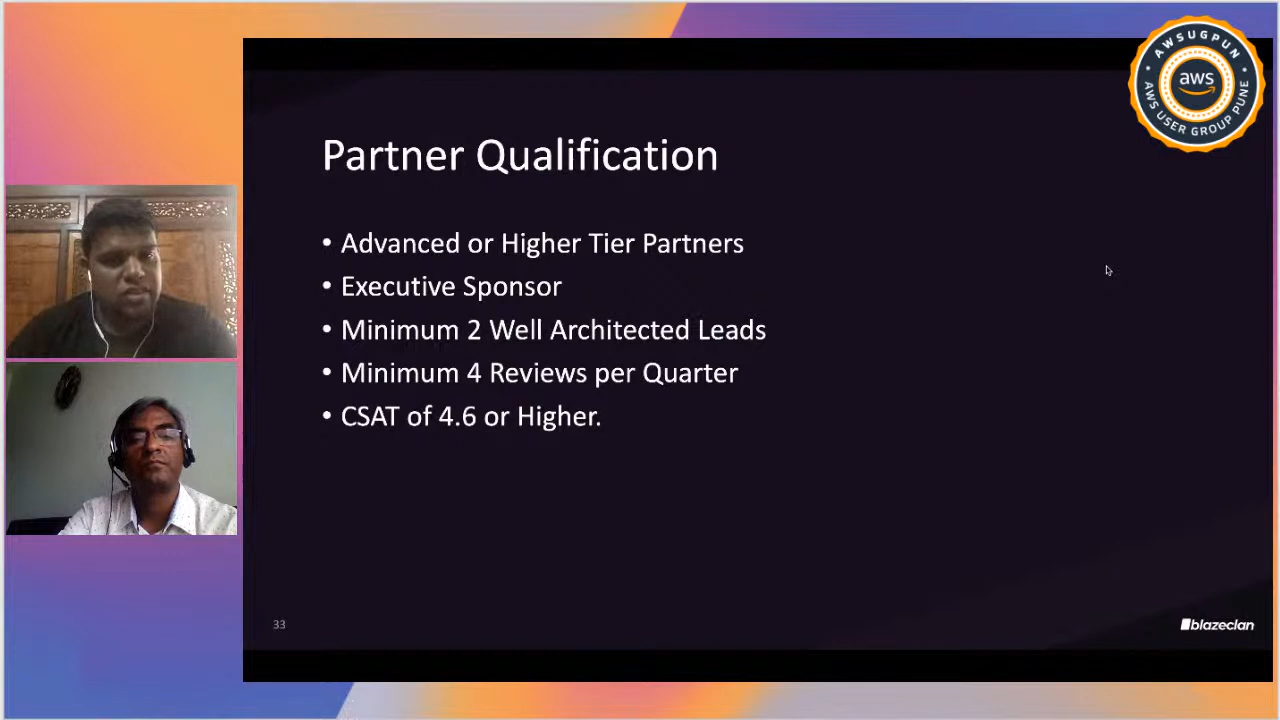 AWSUGPUN
aws
AWS USER GROUP PUNE
Partner Qualification
• Advanced or Higher Tier Partners
• Executive Sponsor
• Minimum 2 Well Architected Leads
• Minimum 4 Reviews per Quarter
• CSAT of 4.6 or Higher.
33
blazeclan